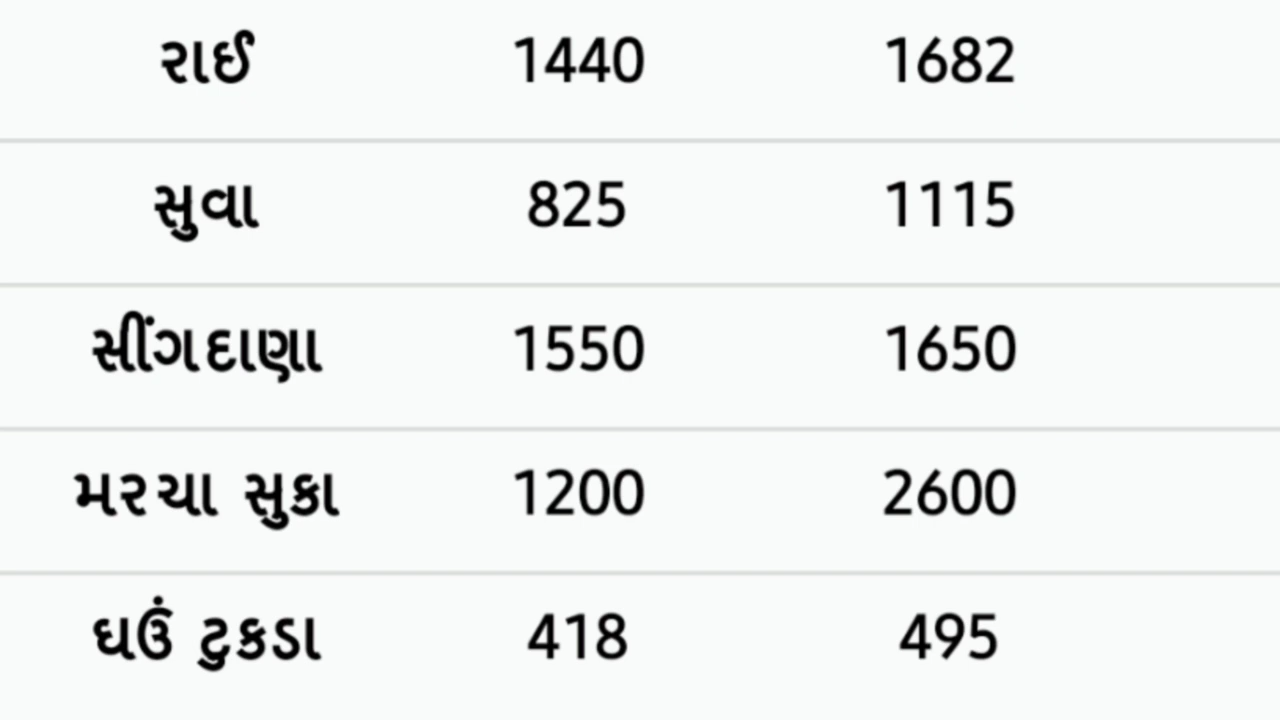 રાઈ 1440 1682
સુવા 825 1115
સીંગદાણા 1550 1650
મરચા સુકા 1200 2600
ઘઉં ટુકડા 418 495